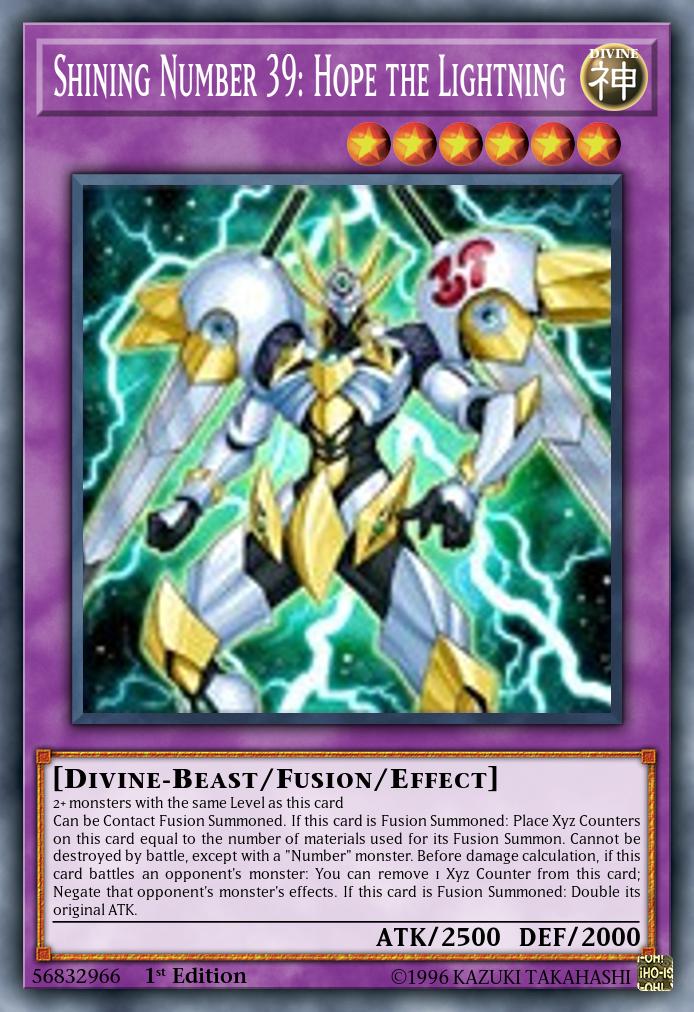 SHINING NUMBER 39: HOPE THE LIGHTNING
DIVINE
神
39
[DIVINE-BEAST/FUSION/EFFECT]
2+ monsters with the same Level as this card
Can be Contact Fusion Summoned. If this card is Fusion Summoned: Place Xyz Counters
on this card equal to the number of materials used for its Fusion Summon. Cannot be
destroyed by battle, except with a "Number" monster. Before damage calculation, if this
card battles an opponent's monster: You can remove 1 Xyz Counter from this card;
Negate that opponent's monster's effects. If this card is Fusion Summoned: Double its
original ATK.
ATK/2500 DEF/2000
56832966 1st Edition ©1996 KAZUKI TAKAHASHI